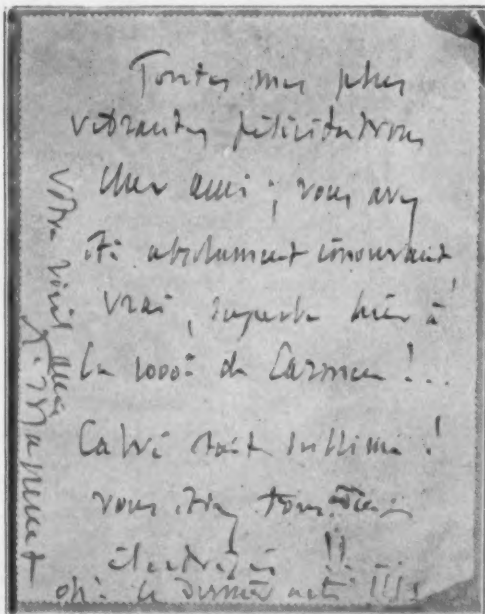 Toutes mes plus
vibrantes félicitations
cher ami ; vous avez
été absolument émouvant,
vrai, superbe hier à
la 1000e de Carmen !..
Calvé était sublime !
vous étiez tous deux
électrisés !!...
oh ! le dernier acte !!!!
Votre vieil ami
J. Massenet